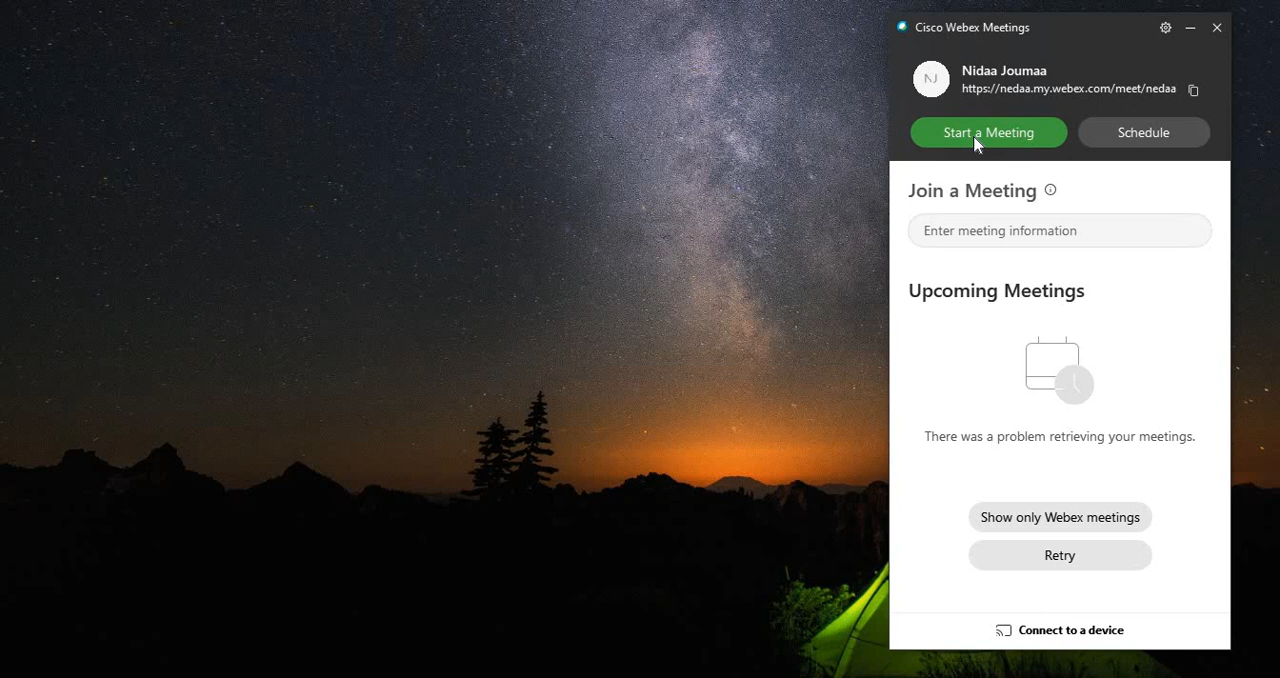 Cisco Webex Meetings
NJ
Nidaa Joumaa
https://nedaa.my.webex.com/meet/nedaa
Start a Meeting
Schedule
Join a Meeting
Enter meeting information
Upcoming Meetings
There was a problem retrieving your meetings.
Show only Webex meetings
Retry
Connect to a device